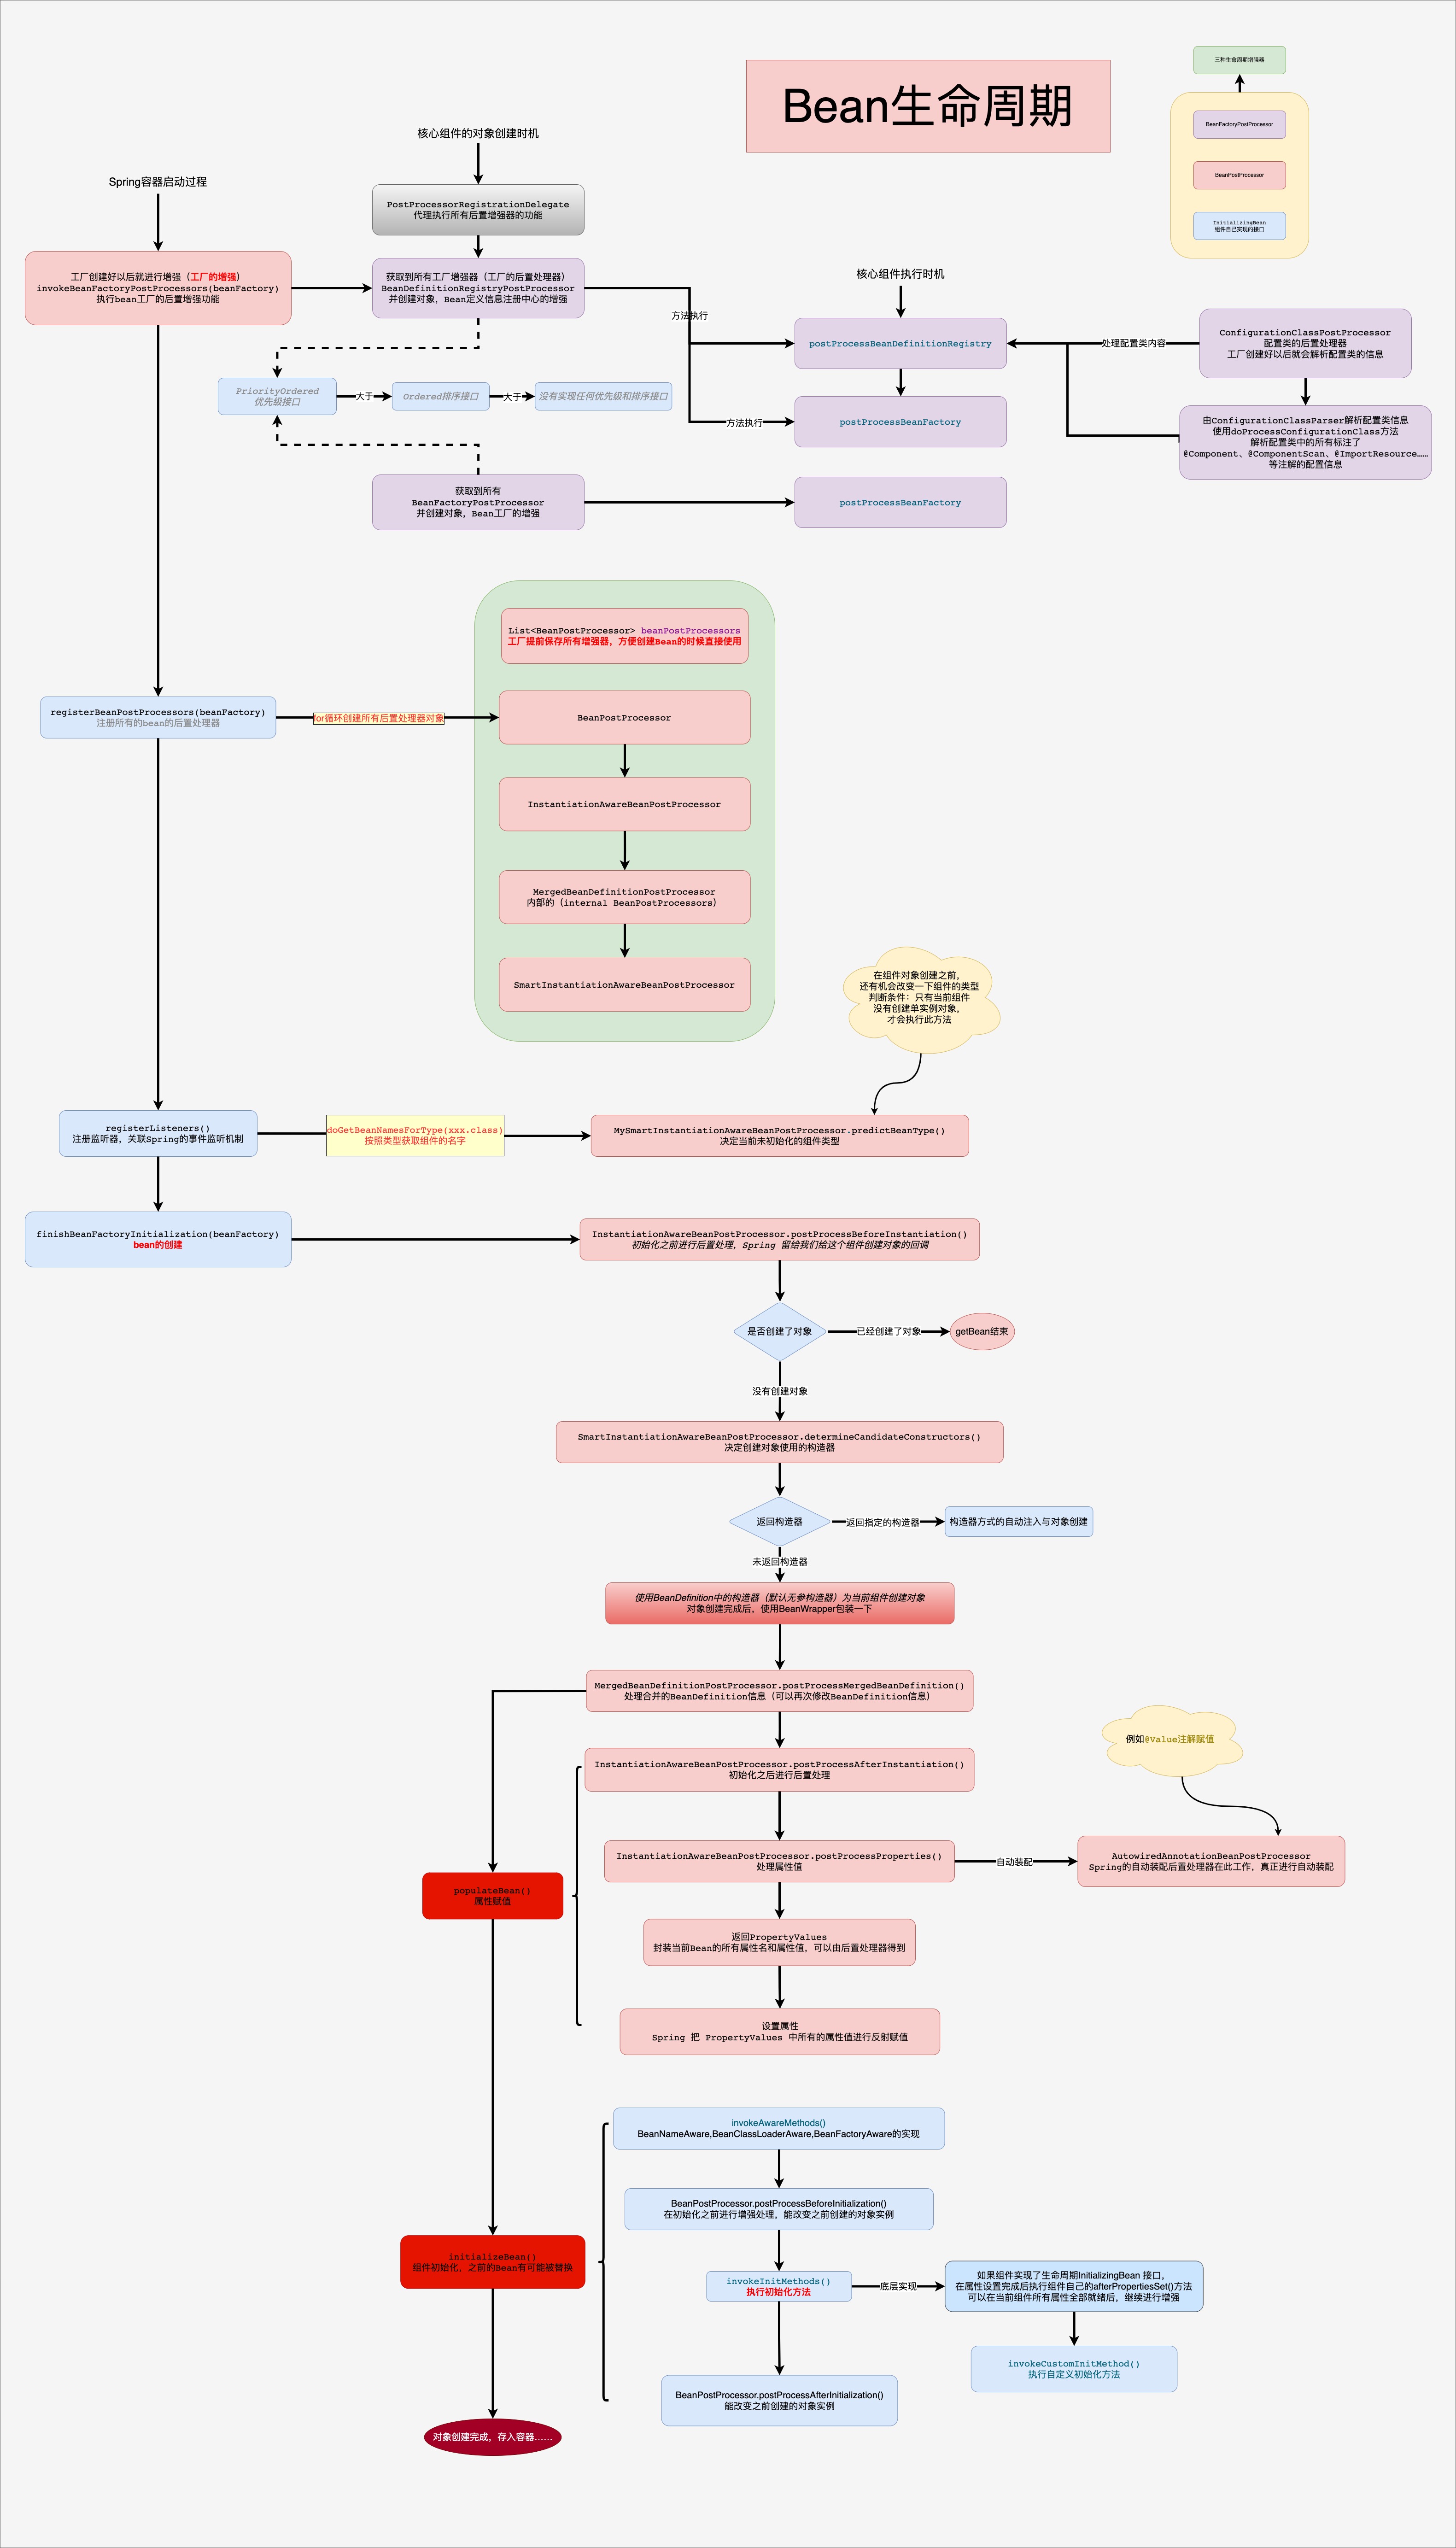 Bean生命周期
三种生命周期增强器
BeanFactoryPostProcessor
BeanPostProcessor
InitializingBean
组件自己实现的接口
Spring容器启动过程
核心组件的对象创建时机
PostProcessorRegistrationDelegate
代理执行所有后置增强器的功能
工厂创建好以后就进行增强（工厂的增强）
invokeBeanFactoryPostProcessors(beanFactory)
执行bean工厂的后置增强功能
获取到所有工厂增强器（工厂的后置处理器）
BeanDefinitionRegistryPostProcessor
并创建对象，Bean定义信息注册中心的增强
方法执行
核心组件执行时机
postProcessBeanDefinitionRegistry
处理配置类内容
ConfigurationClassPostProcessor
配置类的后置处理器
工厂创建好以后就会解析配置类的信息
PriorityOrdered
优先级接口
大于
Ordered排序接口
大于
没有实现任何优先级和排序接口
方法执行
postProcessBeanFactory
由ConfigurationClassParser解析配置类信息
使用doProcessConfigurationClass方法
解析配置类中的所有标注了
@Component、@ComponentScan、@ImportResource……
等注解的配置信息
获取到所有
BeanFactoryPostProcessor
并创建对象，Bean工厂的增强
postProcessBeanFactory
List<BeanPostProcessor> beanPostProcessors
工厂提前保存所有增强器，方便创建Bean的时候直接使用
registerBeanPostProcessors(beanFactory)
注册所有的bean的后置处理器
for循环创建所有后置处理器对象
BeanPostProcessor
InstantiationAwareBeanPostProcessor
MergedBeanDefinitionPostProcessor
内部的（internal BeanPostProcessors）
SmartInstantiationAwareBeanPostProcessor
在组件对象创建之前，
还有机会改变一下组件的类型
判断条件：只有当前组件
没有创建单实例对象，
才会执行此方法
registerListeners()
注册监听器，关联Spring的事件监听机制
doGetBeanNamesForType(xxx.class)
按照类型获取组件的名字
MySmartInstantiationAwareBeanPostProcessor.predictBeanType()
决定当前未初始化的组件类型
finishBeanFactoryInitialization(beanFactory)
bean的创建
InstantiationAwareBeanPostProcessor.postProcessBeforeInstantiation()
初始化之前进行后置处理，Spring 留给我们给这个组件创建对象的回调
是否创建了对象
已经创建了对象
getBean结束
没有创建对象
SmartInstantiationAwareBeanPostProcessor.determineCandidateConstructors()
决定创建对象使用的构造器
返回构造器
返回指定的构造器
构造器方式的自动注入与对象创建
未返回构造器
使用BeanDefinition中的构造器（默认无参构造器）为当前组件创建对象
对象创建完成后，使用BeanWrapper包装一下
MergedBeanDefinitionPostProcessor.postProcessMergedBeanDefinition()
处理合并的BeanDefinition信息（可以再次修改BeanDefinition信息）
例如@Value注解赋值
InstantiationAwareBeanPostProcessor.postProcessAfterInstantiation()
初始化之后进行后置处理
InstantiationAwareBeanPostProcessor.postProcessProperties()
处理属性值
自动装配
AutowiredAnnotationBeanPostProcessor
Spring的自动装配后置处理器在此工作，真正进行自动装配
populateBean()
属性赋值
返回PropertyValues
封装当前Bean的所有属性名和属性值，可以由后置处理器得到
设置属性
Spring 把 PropertyValues 中所有的属性值进行反射赋值
invokeAwareMethods()
BeanNameAware,BeanClassLoaderAware,BeanFactoryAware的实现
BeanPostProcessor.postProcessBeforeInitialization()
在初始化之前进行增强处理，能改变之前创建的对象实例
initializeBean()
组件初始化，之前的Bean有可能被替换
invokeInitMethods()
执行初始化方法
底层实现
如果组件实现了生命周期InitializingBean 接口，
在属性设置完成后执行组件自己的afterPropertiesSet()方法
可以在当前组件所有属性全部就绪后，继续进行增强
invokeCustomInitMethod()
执行自定义初始化方法
BeanPostProcessor.postProcessAfterInitialization()
能改变之前创建的对象实例
对象创建完成，存入容器……